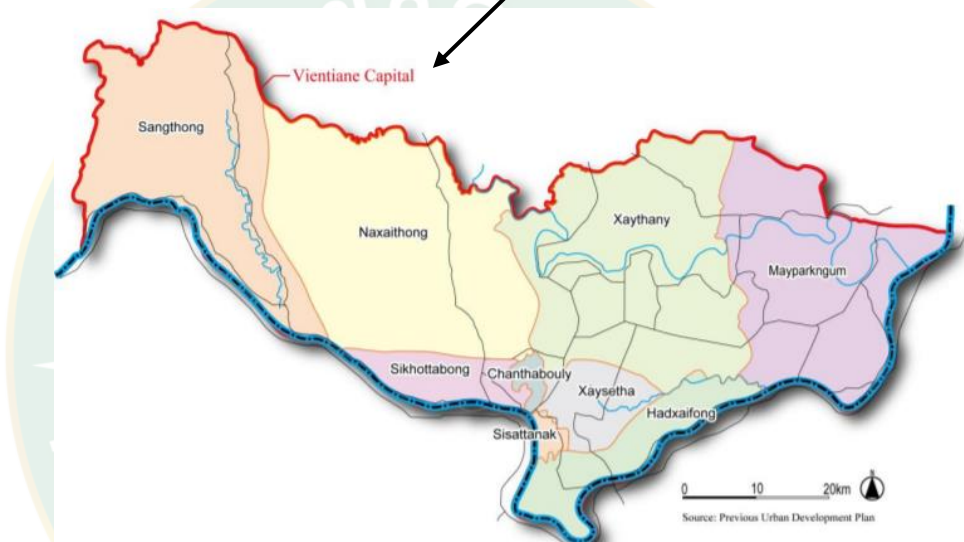 Vientiane Capital
Sangthong
Naxaithong
Xaythany
Mayparkngum
Sikhottabong
Chanthabouly
Xaysetha
Hadxaifong
Sisattanak
0 10 20km
N
Source: Previous Urban Development Plan